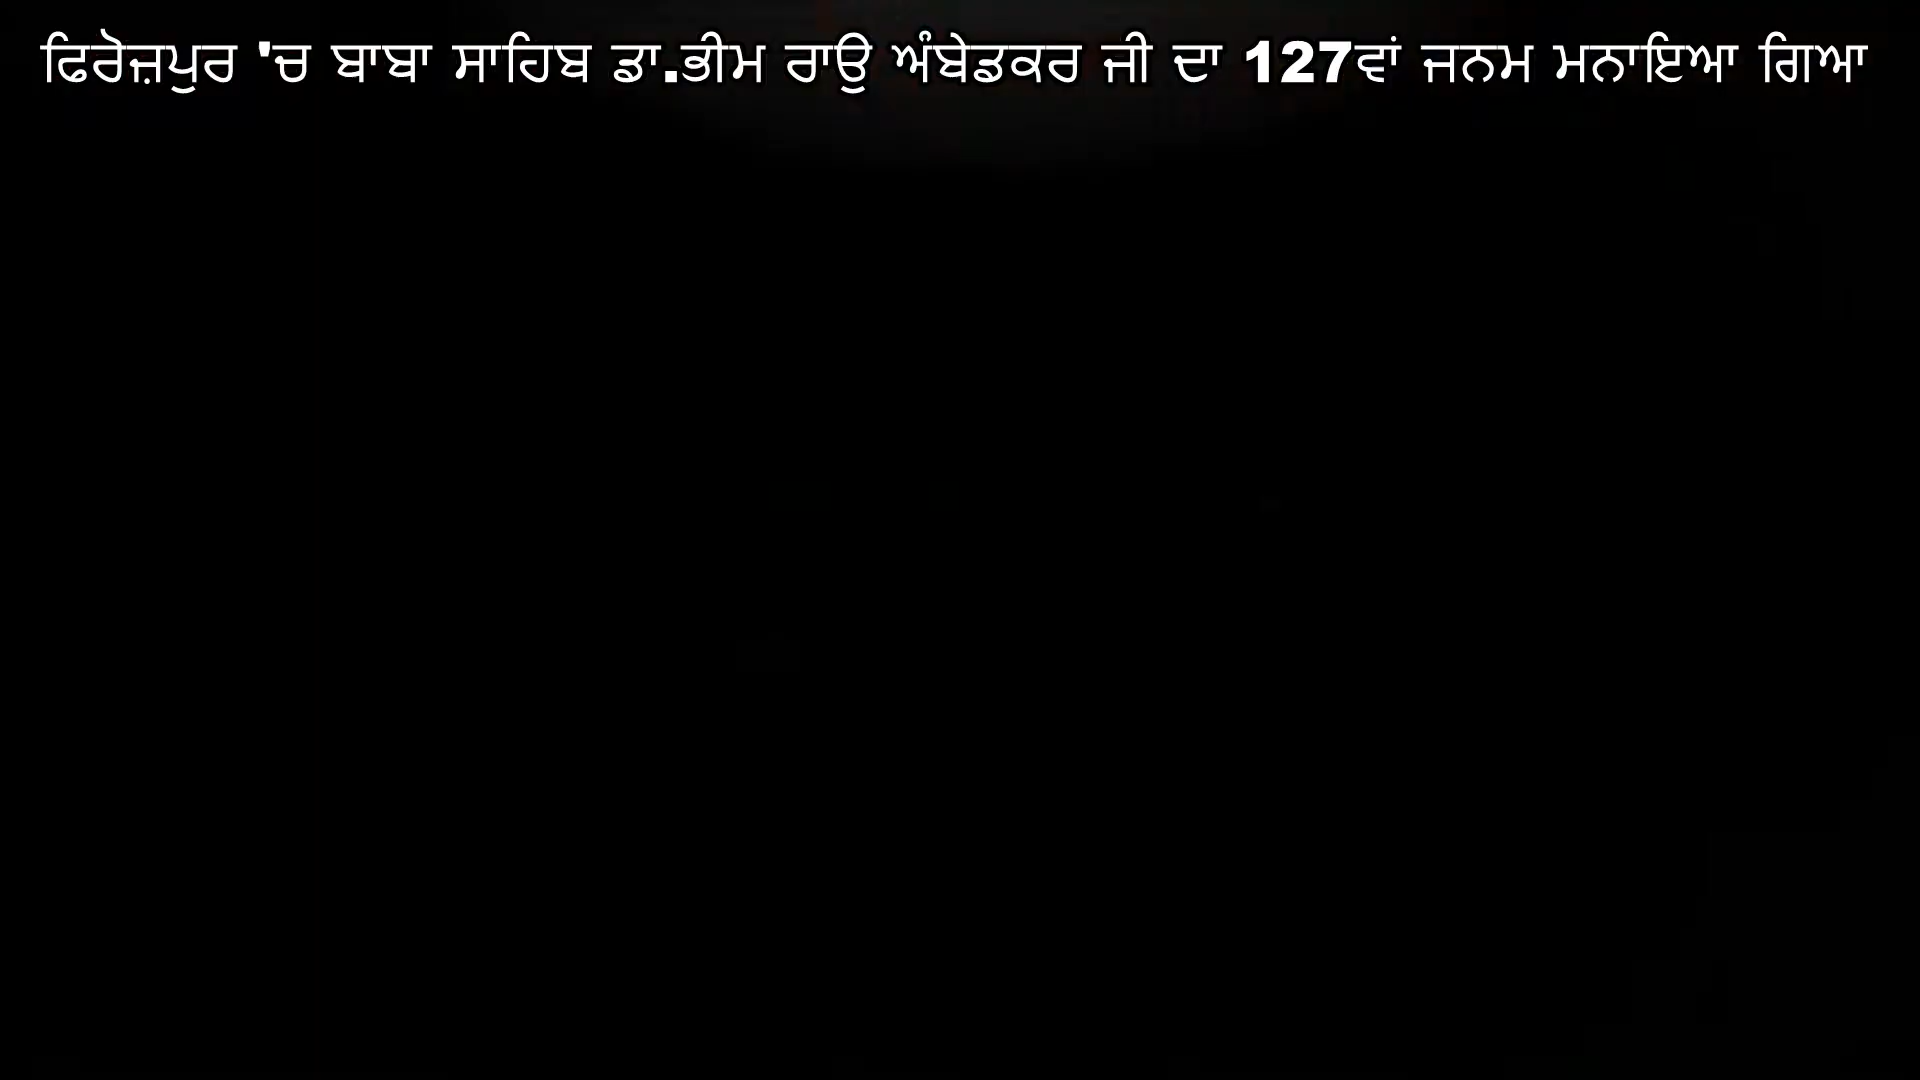 ਫਿਰੋਜ਼ਪੁਰ 'ਚ ਬਾਬਾ ਸਾਹਿਬ ਡਾ.ਭੀਮ ਰਾਉ ਅੰਬੇਡਕਰ ਜੀ ਦਾ 127ਵਾਂ ਜਨਮ ਮਨਾਇਆ ਗਿਆ